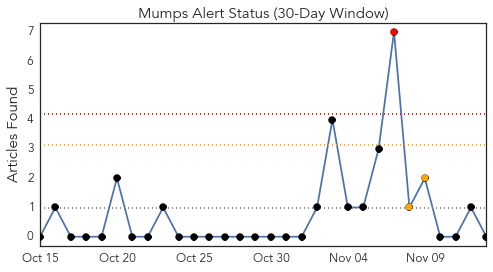 Mumps Alert Status (30-Day Window)
Articles Found
7
6
5
4
3
2
1
0
Oct 15
Oct 20
Oct 25
Oct 30
Nov 04
Nov 09